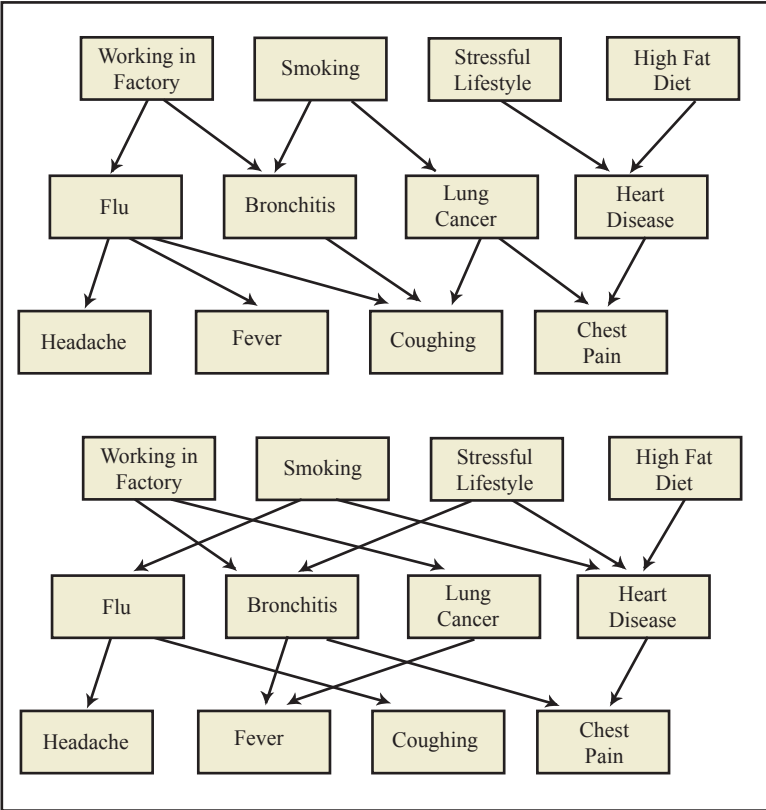 Working in
Factory
Smoking
Stressful
Lifestyle
High Fat
Diet
Flu
Bronchitis
Lung
Cancer
Heart
Disease
Headache
Fever
Coughing
Chest
Pain
Working in
Factory
Smoking
Stressful
Lifestyle
High Fat
Diet
Flu
Bronchitis
Lung
Cancer
Heart
Disease
Headache
Fever
Coughing
Chest
Pain